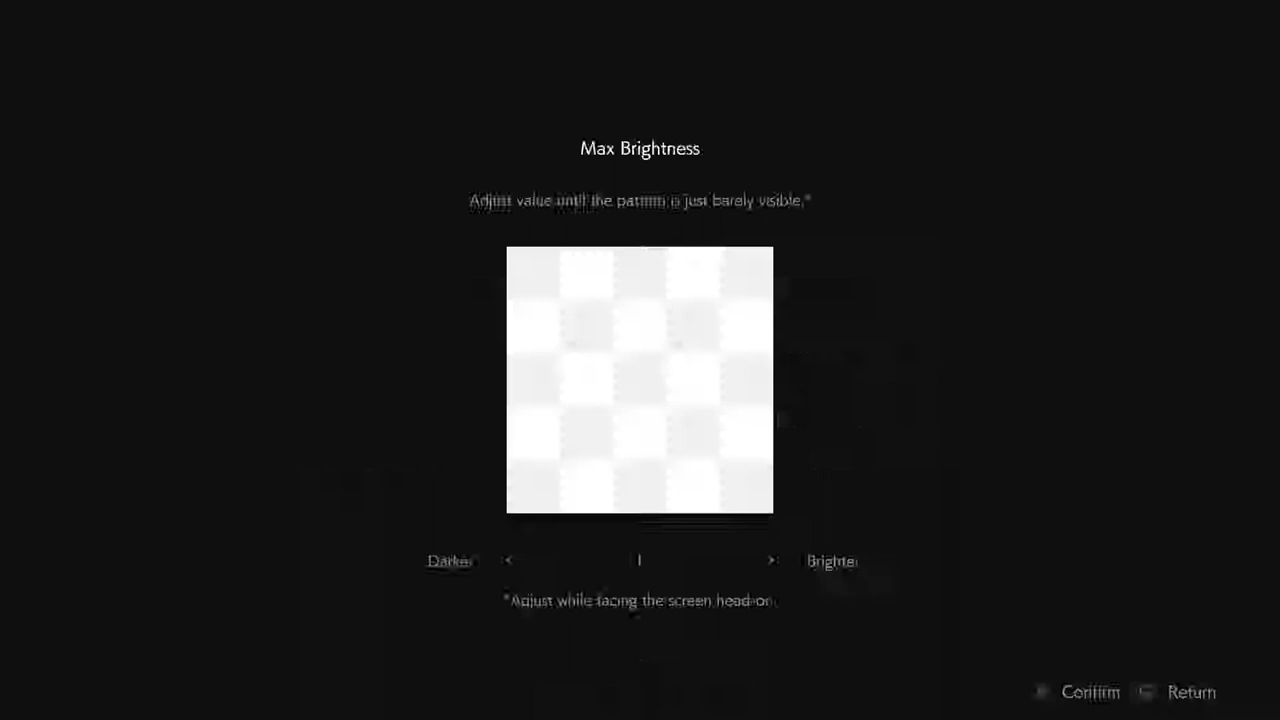 Max Brightness
Adjust value until the pattern is just barely visible.*
Darker
Brighter
*Adjust while facing the screen head-on.
Confirm Return